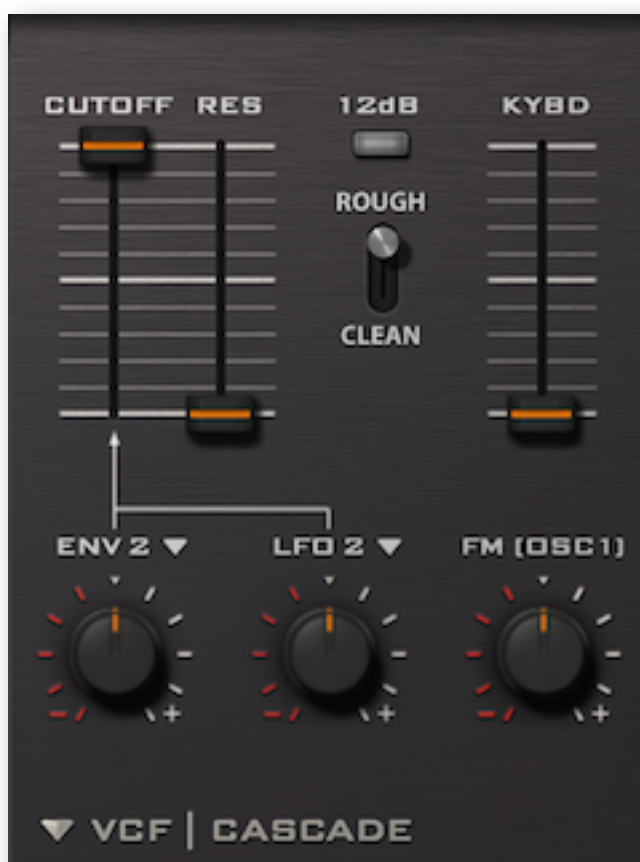 CUTOFF RES 12dB KYBD
ROUGH
CLEAN
ENV 2 LFO 2 FM (OSC1)
- + - + - +
VCF | CASCADE